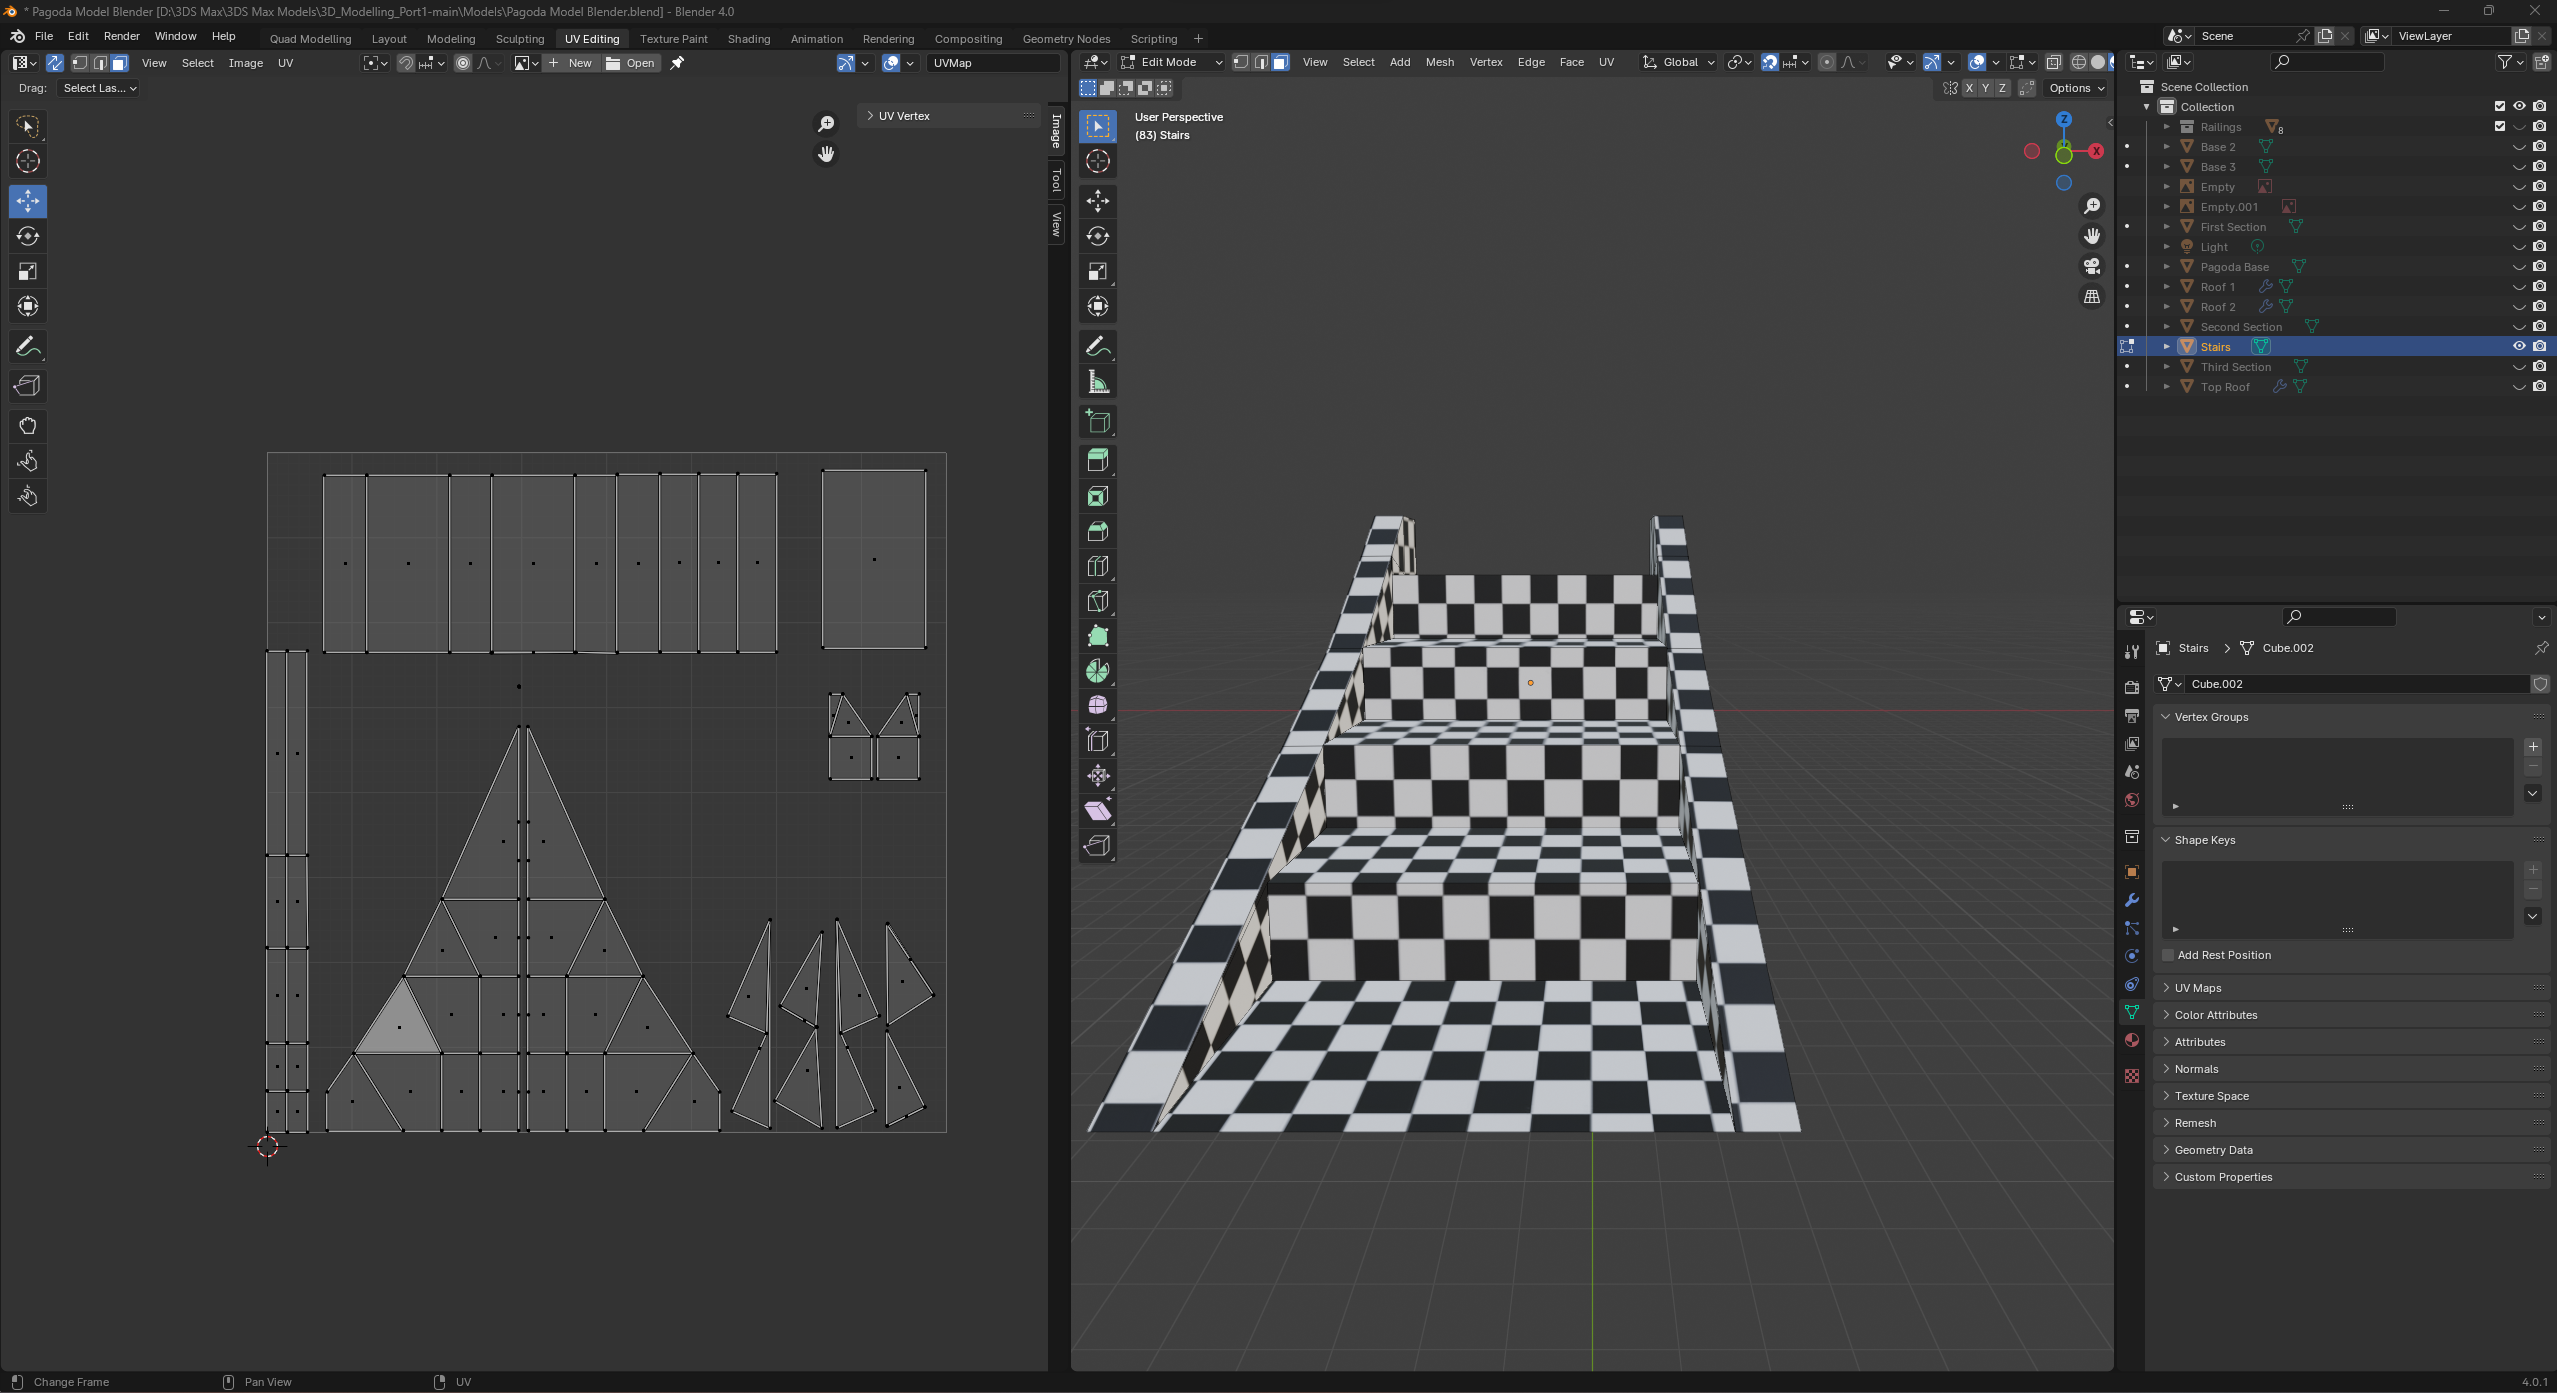 * Pagoda Model Blender [D:\3DS Max\3DS Max Models\3D_Modelling_Port1-main\Models\Pagoda Model Blender.blend] - Blender 4.0
File Edit Render Window Help Quad Modelling Layout Modeling Sculpting UV Editing Texture Paint Shading Animation Rendering Compositing Geometry Nodes Scripting + Scene ViewLayer
View Select Image UV New Open UVMap
Edit Mode View Select Add Mesh Vertex Edge Face UV Global
Drag: Select Las...
X Y Z Options
UV Vertex
Image
Tool
View
User Perspective
(83) Stairs
Z
X
Scene Collection
Collection
Railings 8
Base 2
Base 3
Empty
Empty.001
First Section
Light
Pagoda Base
Roof 1
Roof 2
Second Section
Stairs
Third Section
Top Roof
Stairs > Cube.002
Cube.002
Vertex Groups
Shape Keys
Add Rest Position
UV Maps
Color Attributes
Attributes
Normals
Texture Space
Remesh
Geometry Data
Custom Properties
Change Frame Pan View UV 4.0.1